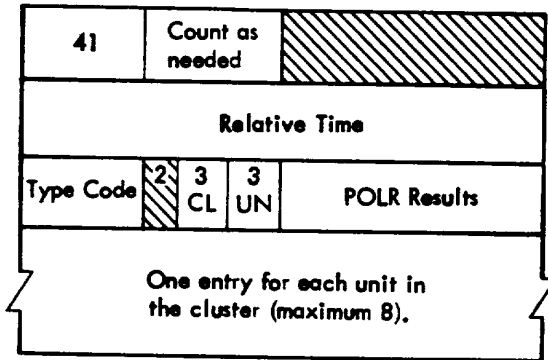 41
Count as
needed
Relative Time
Type Code
2
3
CL
3
UN
POLR Results
One entry for each unit in
the cluster (maximum 8).